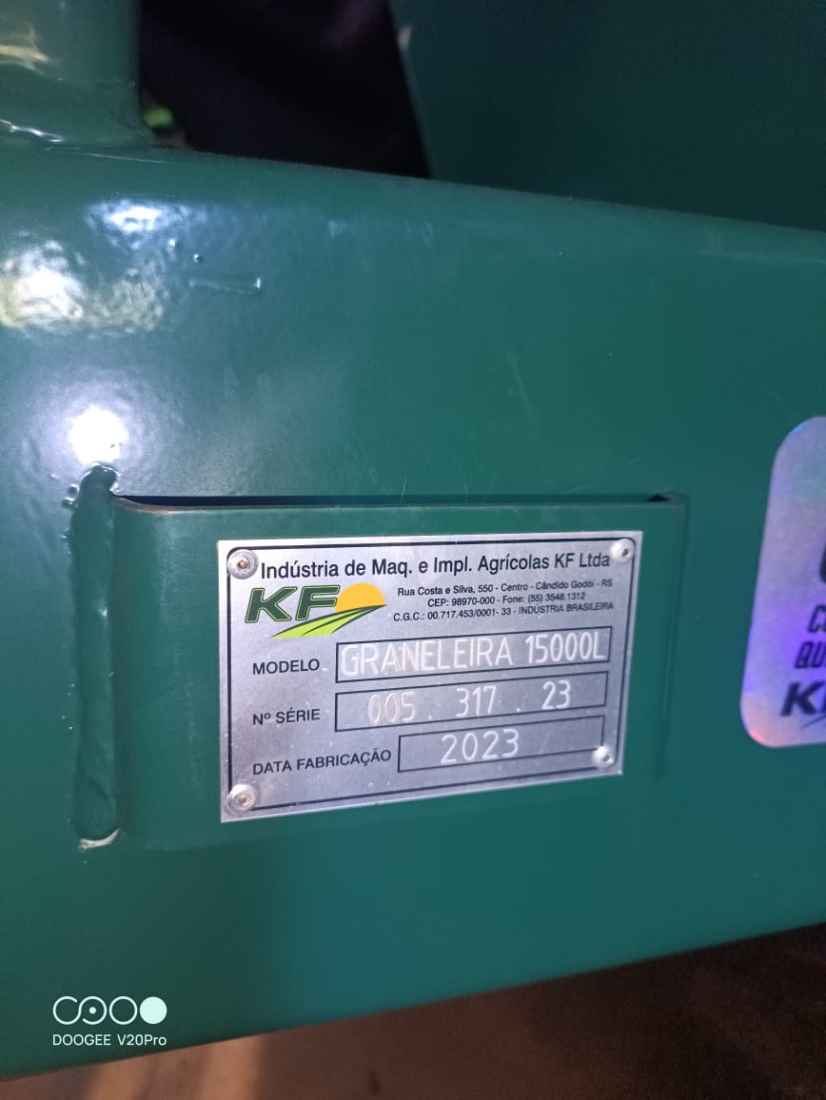 Indústria de Maq. e Impl. Agrícolas KF Ltda
KF
Rua Costa e Silva, 550 - Centro - Cândido Godói - RS
CEP: 98970-000 - Fone: (55) 3548.1312
C.G.C.: 00.717.453/0001- 33 - INDÚSTRIA BRASILEIRA
MODELO GRANELEIRA 15000L
Nº SÉRIE 005 . 317 . 23
DATA FABRICAÇÃO 2023
DOOGEE V20Pro